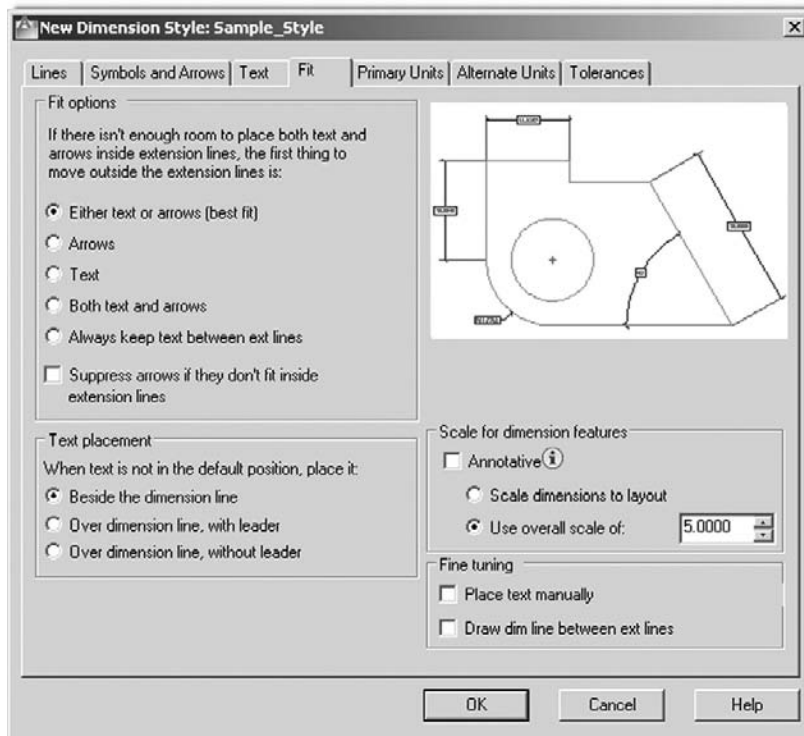 New Dimension Style: Sample_Style
Lines
Symbols and Arrows
Text
Fit
Primary Units
Alternate Units
Tolerances
Fit options
If there isn't enough room to place both text and
arrows inside extension lines, the first thing to
move outside the extension lines is:
Either text or arrows (best fit)
Arrows
Text
Both text and arrows
Always keep text between ext lines
Suppress arrows if they don't fit inside
extension lines
Text placement
When text is not in the default position, place it:
Beside the dimension line
Over dimension line, with leader
Over dimension line, without leader
Scale for dimension features
Annotative
Scale dimensions to layout
Use overall scale of:
5.0000
Fine tuning
Place text manually
Draw dim line between ext lines
OK
Cancel
Help